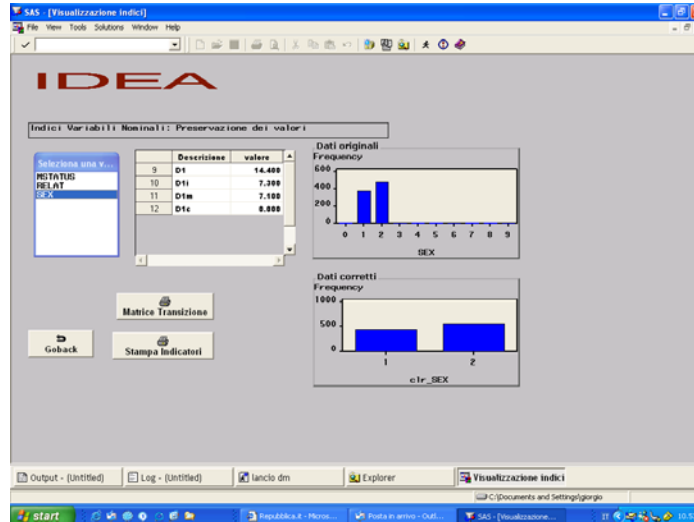 SAS - [Visualizzazione indici]
File View Tools Solutions Window Help
IDEA
Indici Variabili Nominali: Preservazione dei valori
Seleziona una v...
MSTATUS
RELAT
SEX
Descrizione valore
9 D1 14.400
10 D1i 7.300
11 D1m 7.100
12 D1c 0.000
Dati originali
Frequency
600
400
200
0
0 1 2 3 4 5 6 7 8 9
SEX
Matrice Transizione
Goback
Stampa Indicatori
Dati corretti
Frequency
1000
500
0
1 2
clr_SEX
Output - (Untitled)
Log - (Untitled)
lancio dm
Explorer
Visualizzazione indici
C:\Documents and Settings\giorgio
start
Repubblica.it - Micros...
Posta in arrivo - Outl...
SAS - [Visualizzazione...
IT